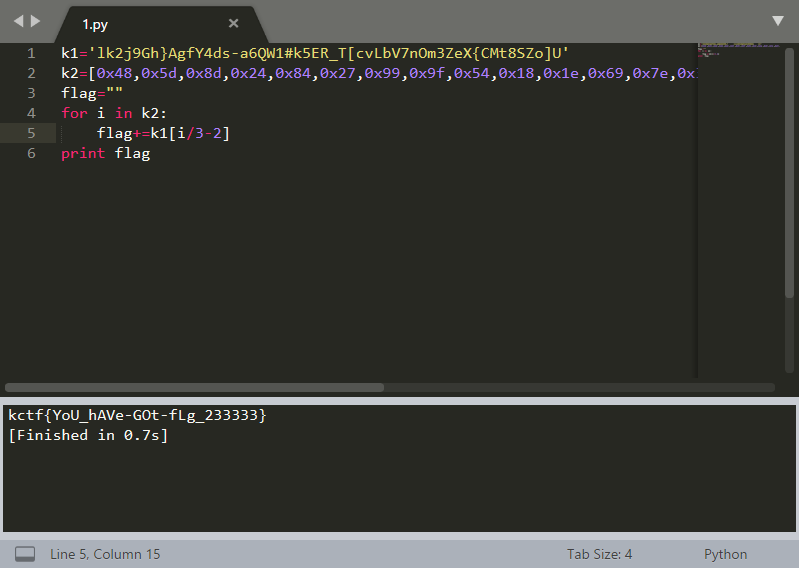 1.py
1 k1='lk2j9Gh}AgfY4ds-a6QW1#k5ER_T[cvLbV7nOm3ZeX{CMt8SZo]U'
2 k2=[0x48,0x5d,0x8d,0x24,0x84,0x27,0x99,0x9f,0x54,0x18,0x1e,0x69,0x7e,0x
3 flag=""
4 for i in k2:
5 flag+=k1[i/3-2]
6 print flag
kctf{YoU_hAVe-GOt-fLg_233333}
[Finished in 0.7s]
Line 5, Column 15 Tab Size: 4 Python